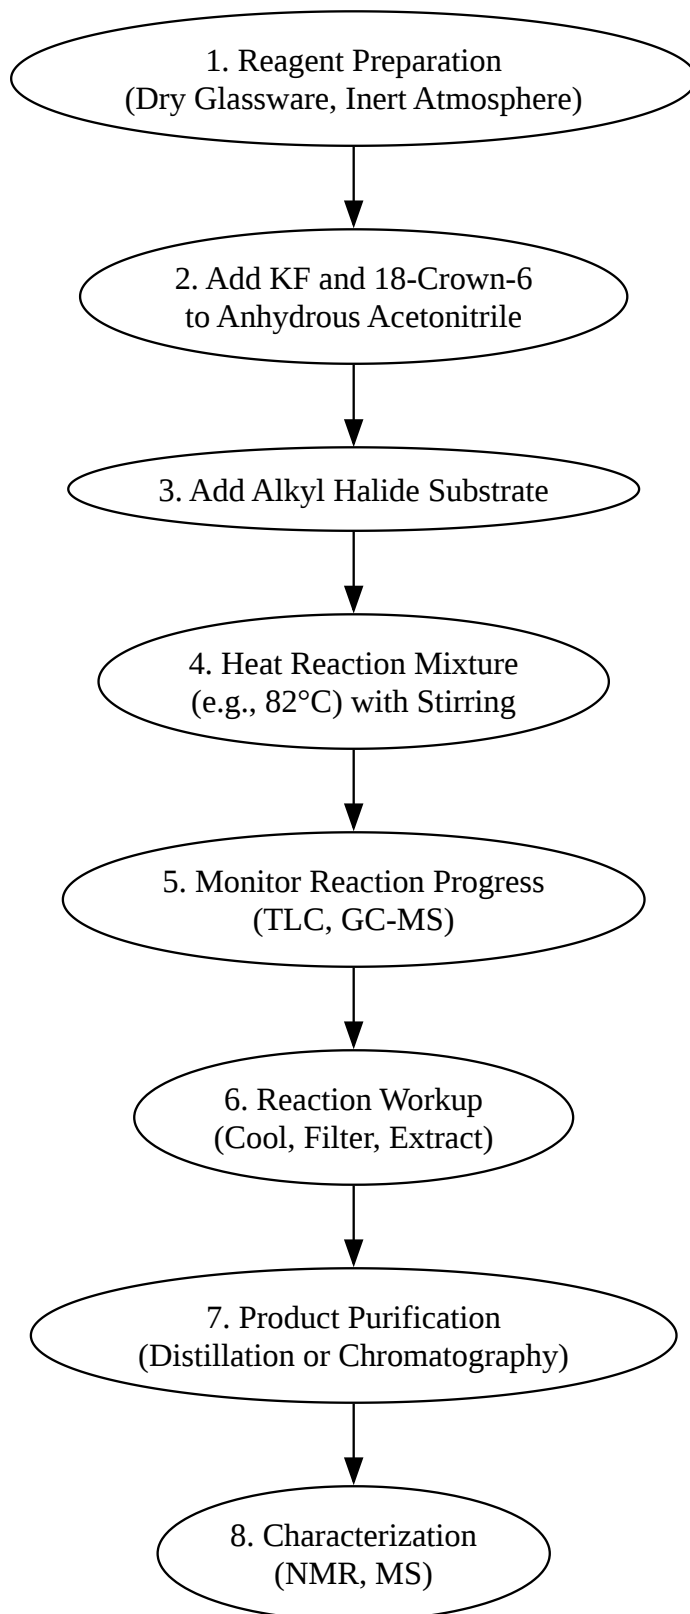 1. Reagent Preparation
(Dry Glassware, Inert Atmosphere)
2. Add KF and 18-Crown-6
to Anhydrous Acetonitrile
3. Add Alkyl Halide Substrate
4. Heat Reaction Mixture
(e.g., 82°C) with Stirring
5. Monitor Reaction Progress
(TLC, GC-MS)
6. Reaction Workup
(Cool, Filter, Extract)
7. Product Purification
(Distillation or Chromatography)
8. Characterization
(NMR, MS)